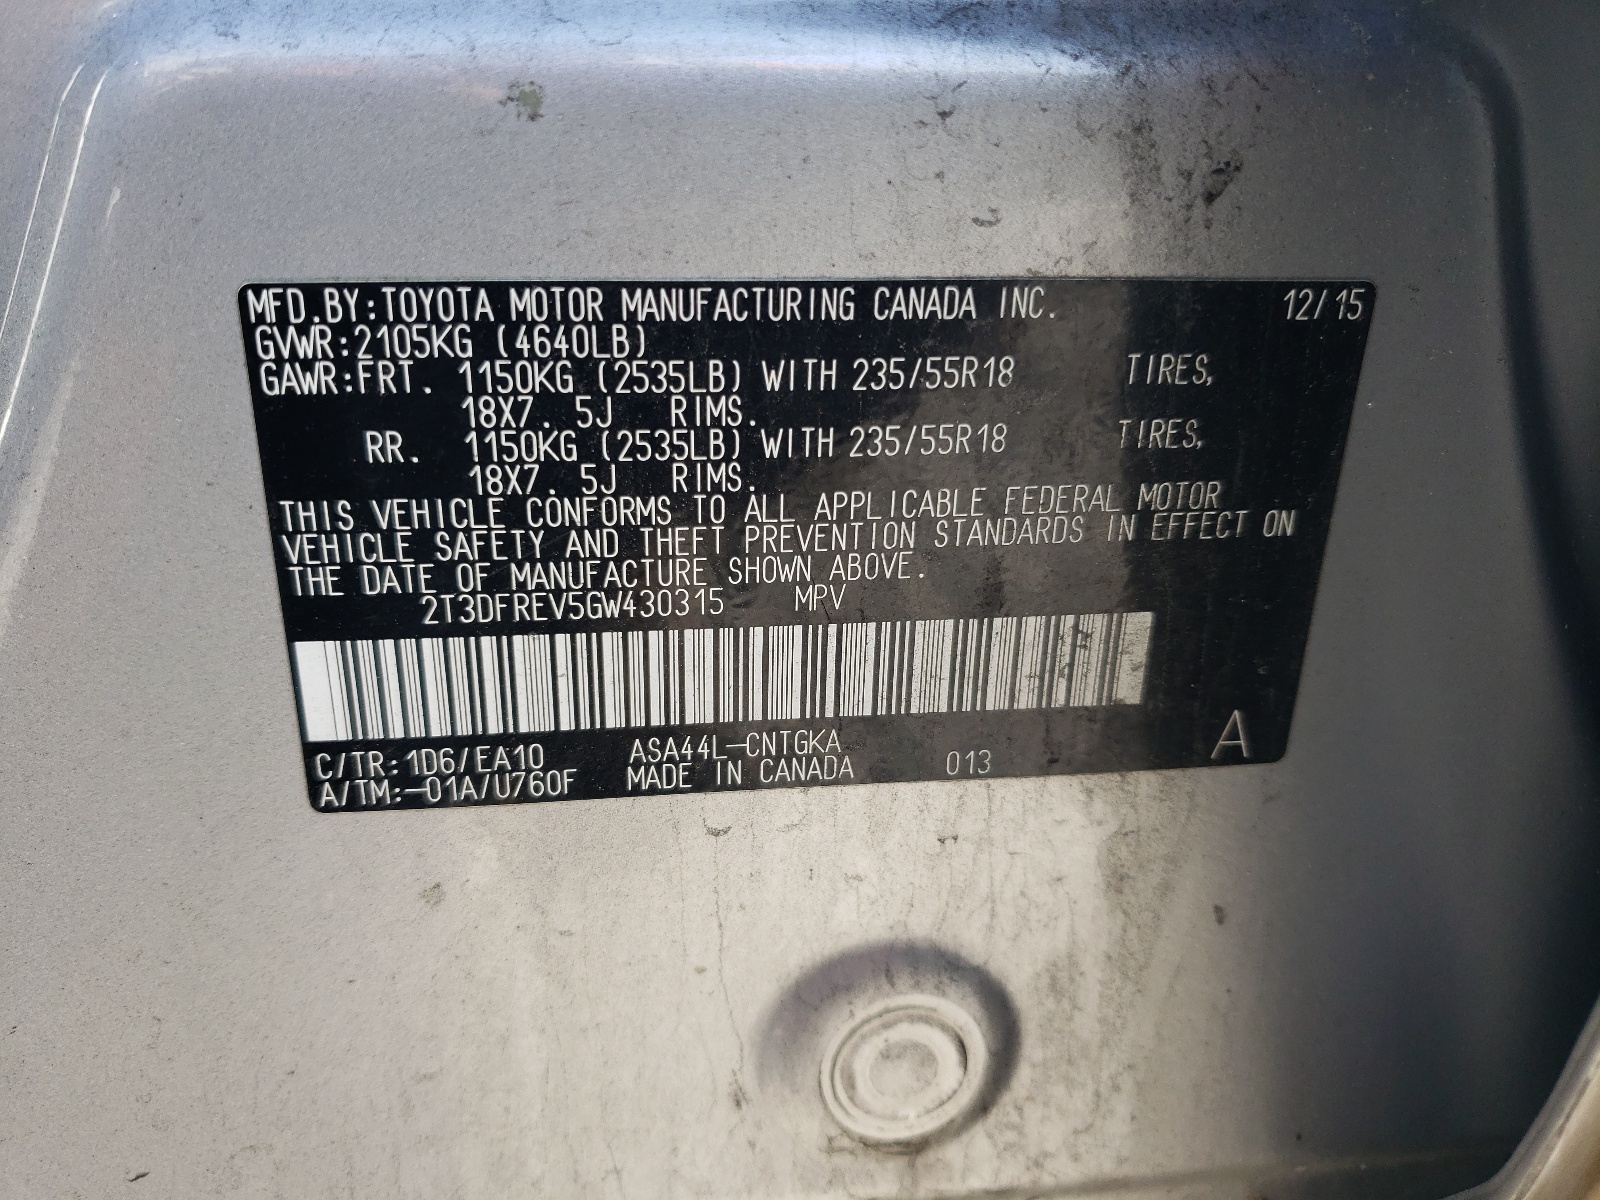 MFD.BY:TOYOTA MOTOR MANUFACTURING CANADA INC. 12/15
GVWR:2105KG (4640LB)
GAWR:FRT. 1150KG (2535LB) WITH 235/55R18 TIRES,
18X7. 5J RIMS.
RR. 1150KG (2535LB) WITH 235/55R18 TIRES,
18X7. 5J RIMS.
THIS VEHICLE CONFORMS TO ALL APPLICABLE FEDERAL MOTOR
VEHICLE SAFETY AND THEFT PREVENTION STANDARDS IN EFFECT ON
THE DATE OF MANUFACTURE SHOWN ABOVE.
2T3DFREV5GW430315 MPV
C/TR:1D6/EA10 ASA44L-CNTGKA A
A/TM:-01A/U760F MADE IN CANADA 013